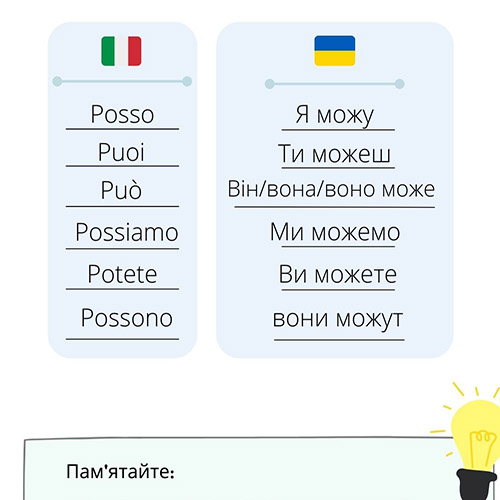 Posso
Puoi
Può
Possiamo
Potete
Possono
Я можу
Ти можеш
Він/вона/воно може
Ми можемо
Ви можете
вони можут
Пам'ятайте: